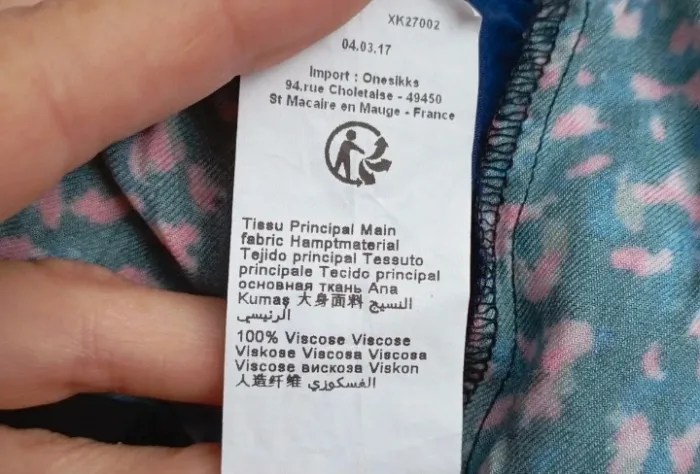 XK27002
04.03.17
Import : Onesikks
94.rue Choletaise - 49450
St Macaire en Mauge - France
Tissu Principal Main
fabric Hamptmaterial
Tejido principal Tessuto
principale Tecido principal
основная ткань Ana
Kumaş 大身面料 النسيج
الرئيسي
100% Viscose Viscose
Viskose Viscosa Viscosa
Viscose вискоза Viskon
人造纤维 الفسكوزي